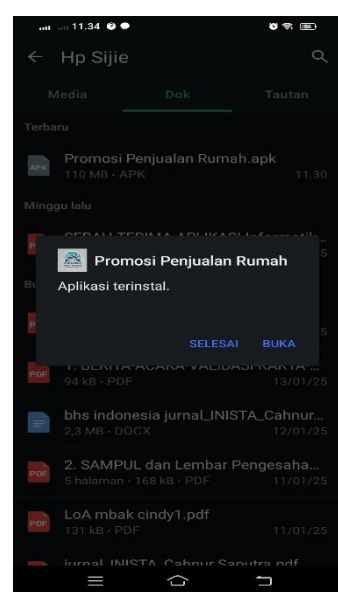 11.34
Hp Sijie
Media Dok Tautan
Terbaru
Promosi Penjualan Rumah.apk
110 MB • APK 11.30
Minggu lalu
Promosi Penjualan Rumah
Aplikasi terinstal.
SELESAI BUKA
94 kB • PDF 13/01/25
bhs indonesia jurnal_INISTA_Cahnur...
2,3 MB • DOCX 12/01/25
2. SAMPUL dan Lembar Pengesaha...
5 halaman • 168 kB • PDF 11/01/25
LoA mbak cindy1.pdf
131 kB • PDF 11/01/25
jurnal_INISTA_Cahnur Saputra.pdf